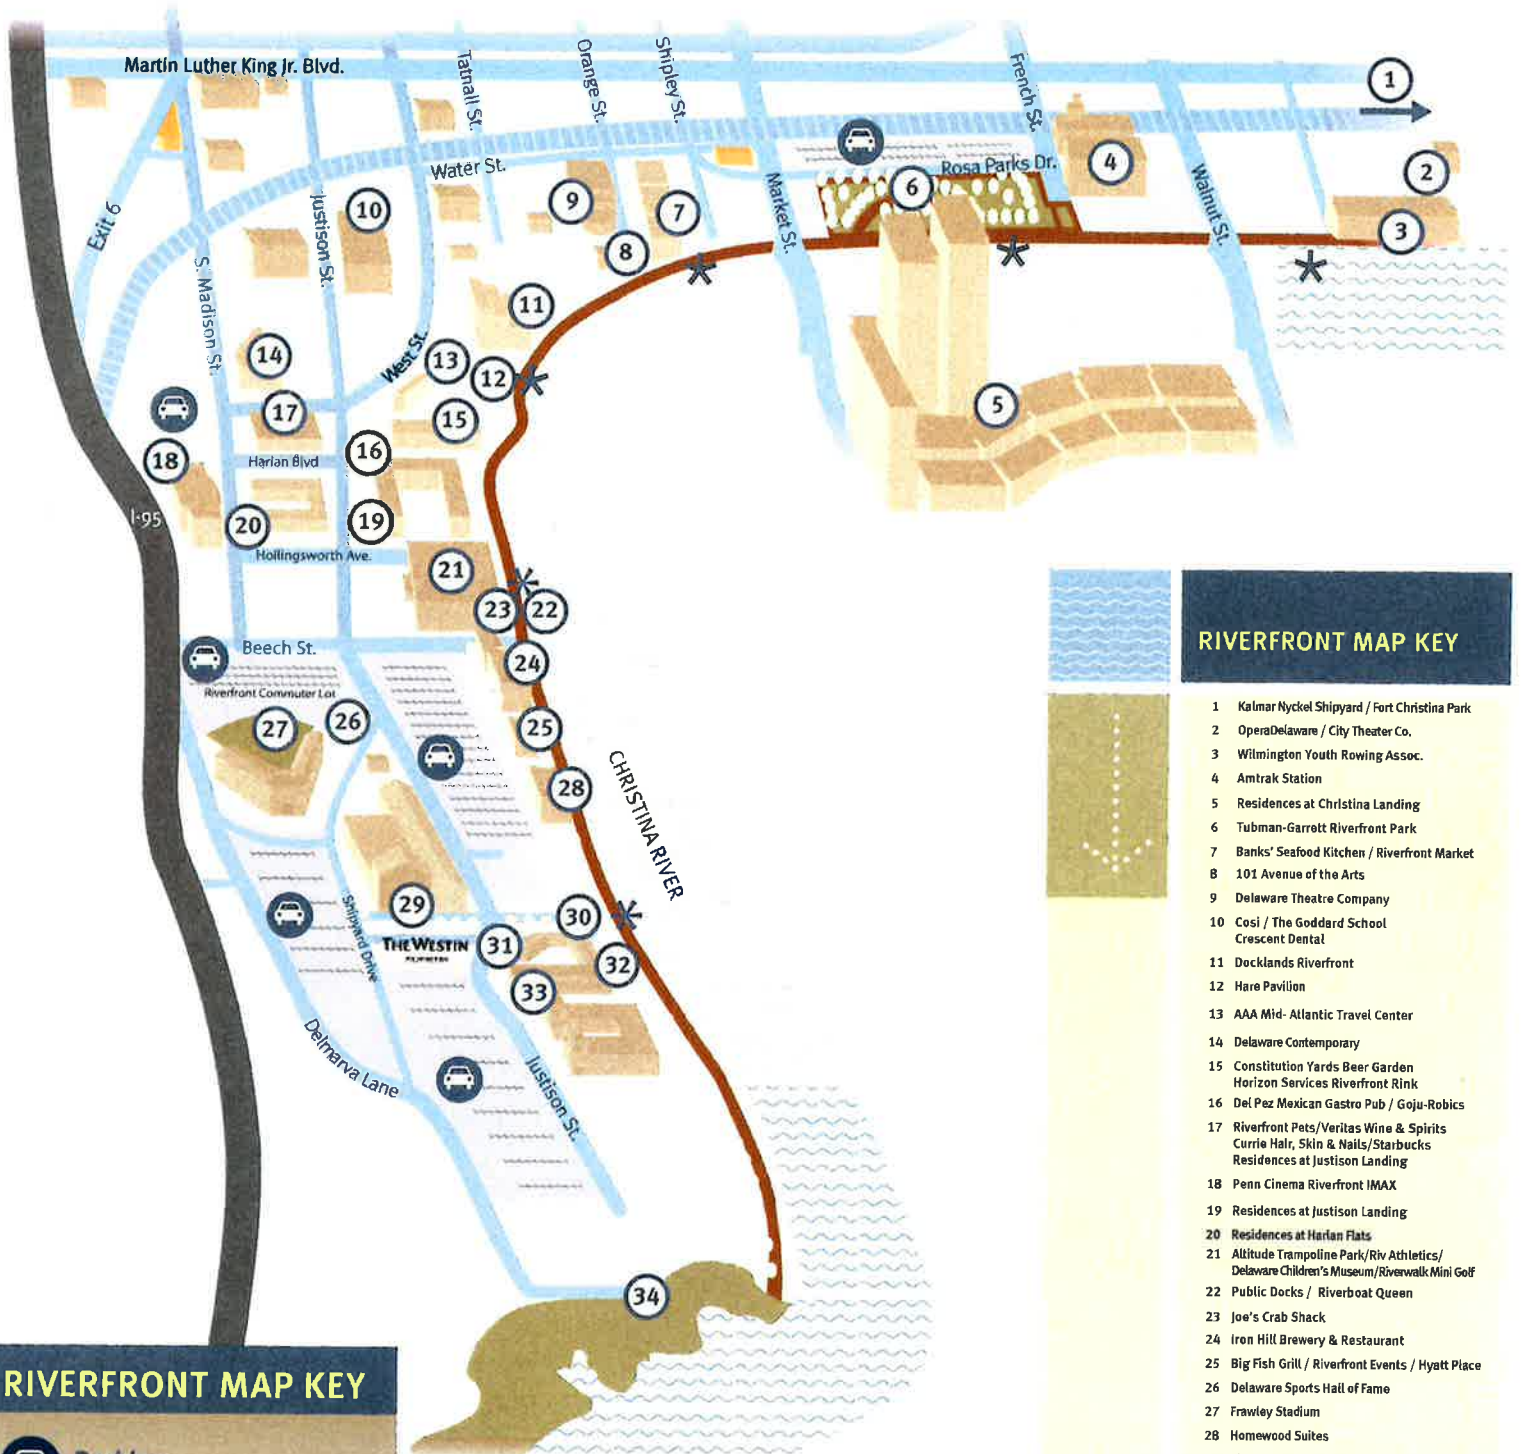 Martin Luther King Jr. Blvd.
Tatnall St.
Orange St.
Shipley St.
French St.
1
Water St.
Rosa Parks Dr.
4
2
Exit 6
Justison St.
10
9
7
6
Market St.
Walnut St.
3
8
S. Madison St.
11
14
West St.
13
12
17
15
5
18
Harlan Blvd
16
I-95
20
19
Hollingsworth Ave.
21
23
22
Beech St.
24
Riverfront Commuter Lot
27
26
25
28
CHRISTINA RIVER
Shipyard Drive
29
30
THE WESTIN
31
32
33
Delmarva Lane
Justison St.
34
RIVERFRONT MAP KEY
RIVERFRONT MAP KEY
1 Kalmar Nyckel Shipyard / Fort Christina Park
2 OperaDelaware / City Theater Co.
3 Wilmington Youth Rowing Assoc.
4 Amtrak Station
5 Residences at Christina Landing
6 Tubman-Garrett Riverfront Park
7 Banks' Seafood Kitchen / Riverfront Market
8 101 Avenue of the Arts
9 Delaware Theatre Company
10 Cosi / The Goddard School
Crescent Dental
11 Docklands Riverfront
12 Hare Pavilion
13 AAA Mid- Atlantic Travel Center
14 Delaware Contemporary
15 Constitution Yards Beer Garden
Horizon Services Riverfront Rink
16 Del Pez Mexican Gastro Pub / Goju-Robics
17 Riverfront Pets/Veritas Wine & Spirits
Currie Hair, Skin & Nails/Starbucks
Residences at Justison Landing
18 Penn Cinema Riverfront IMAX
19 Residences at Justison Landing
20 Residences at Harlan Flats
21 Altitude Trampoline Park/Riv Athletics/
Delaware Children's Museum/Riverwalk Mini Golf
22 Public Docks / Riverboat Queen
23 Joe's Crab Shack
24 Iron Hill Brewery & Restaurant
25 Big Fish Grill / Riverfront Events / Hyatt Place
26 Delaware Sports Hall of Fame
27 Frawley Stadium
28 Homewood Suites